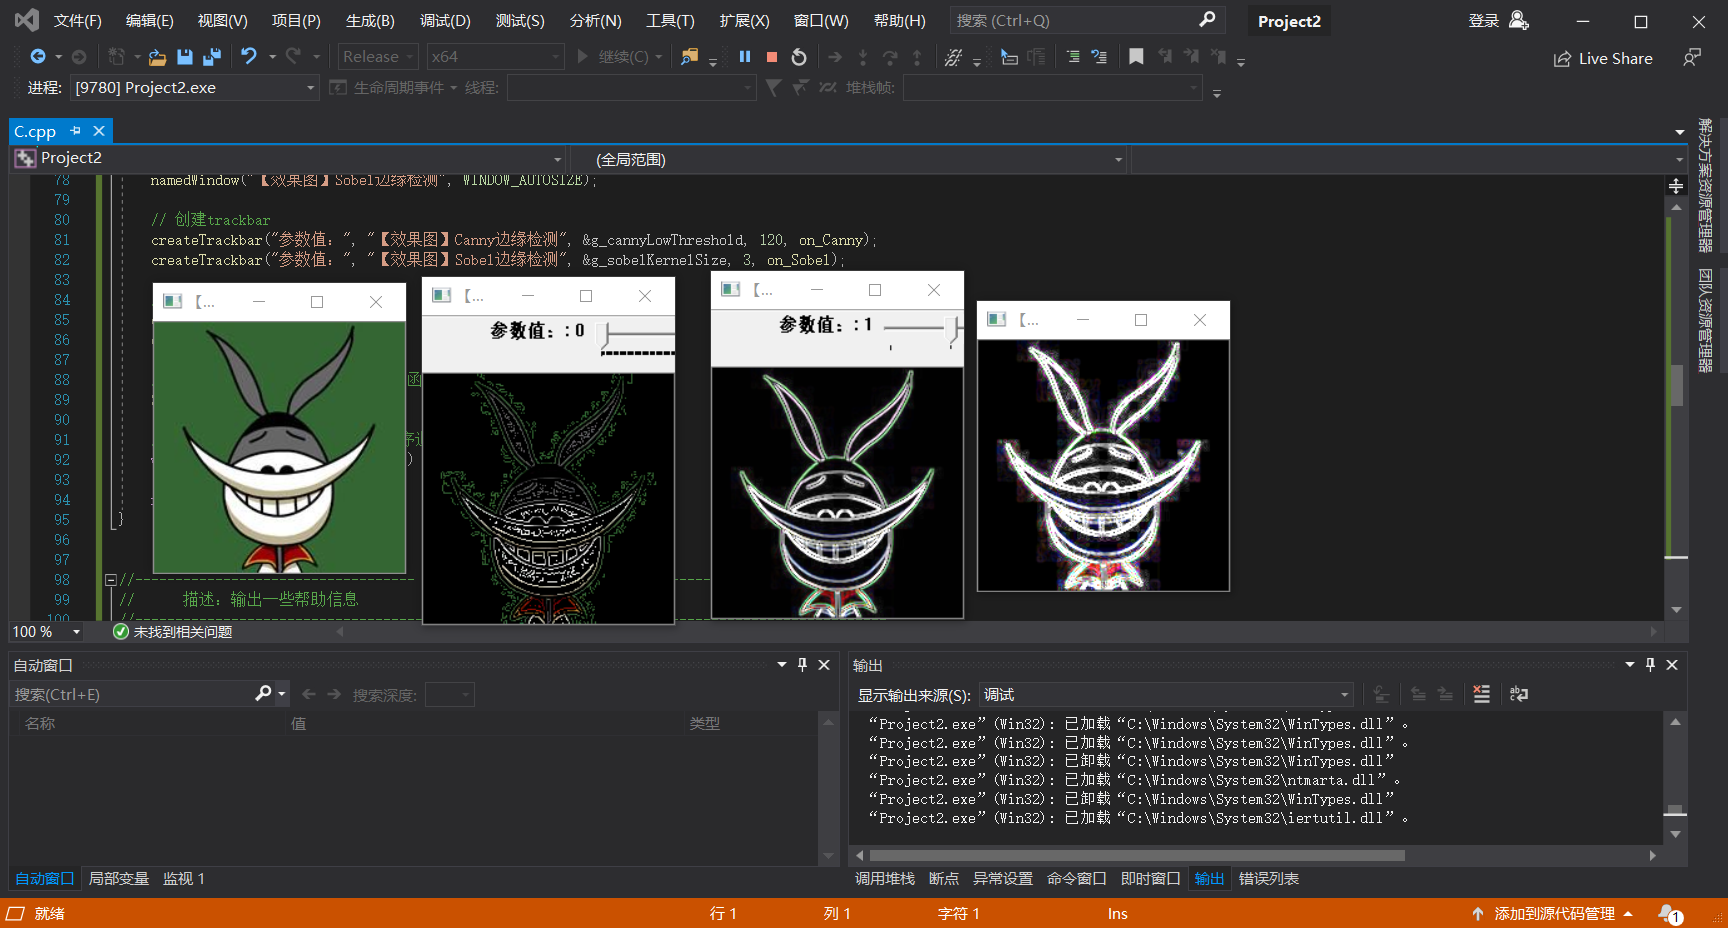 文件(F) 编辑(E) 视图(V) 项目(P) 生成(B) 调试(D) 测试(S) 分析(N) 工具(T) 扩展(X) 窗口(W) 帮助(H) 搜索 (Ctrl+Q) Project2 登录
Release x64 继续(C) Live Share
进程: [9780] Project2.exe 生命周期事件 线程: 堆栈帧:
C.cpp
Project2 (全局范围)
78 namedWindow("【效果图】Sobel边缘检测", WINDOW_AUTOSIZE);
79
80 // 创建trackbar
81 createTrackbar("参数值：", "【效果图】Canny边缘检测", &g_cannyLowThreshold, 120, on_Canny);
82 createTrackbar("参数值：", "【效果图】Sobel边缘检测", &g_sobelKernelSize, 3, on_Sobel);
83
84
85
86
87
88 函
89
90
91
92 )
93
94
95 }
96
97
98 //
99 // 描述：输出一些帮助信息
100 //
【...
【...
参数值：: 0
【...
参数值：: 1
【...
解决方案资源管理器
团队资源管理器
100 % 未找到相关问题
自动窗口
搜索(Ctrl+E) 搜索深度:
名称 值 类型
自动窗口 局部变量 监视 1
输出
显示输出来源(S): 调试
“Project2.exe”(Win32): 已加载“C:\Windows\System32\WinTypes.dll”。
“Project2.exe”(Win32): 已加载“C:\Windows\System32\WinTypes.dll”。
“Project2.exe”(Win32): 已卸载“C:\Windows\System32\WinTypes.dll”
“Project2.exe”(Win32): 已加载“C:\Windows\System32\ntmarta.dll”。
“Project2.exe”(Win32): 已卸载“C:\Windows\System32\WinTypes.dll”
“Project2.exe”(Win32): 已加载“C:\Windows\System32\iertutil.dll”。
调用堆栈 断点 异常设置 命令窗口 即时窗口 输出 错误列表
就绪 行 1 列 1 字符 1 Ins 添加到源代码管理 1